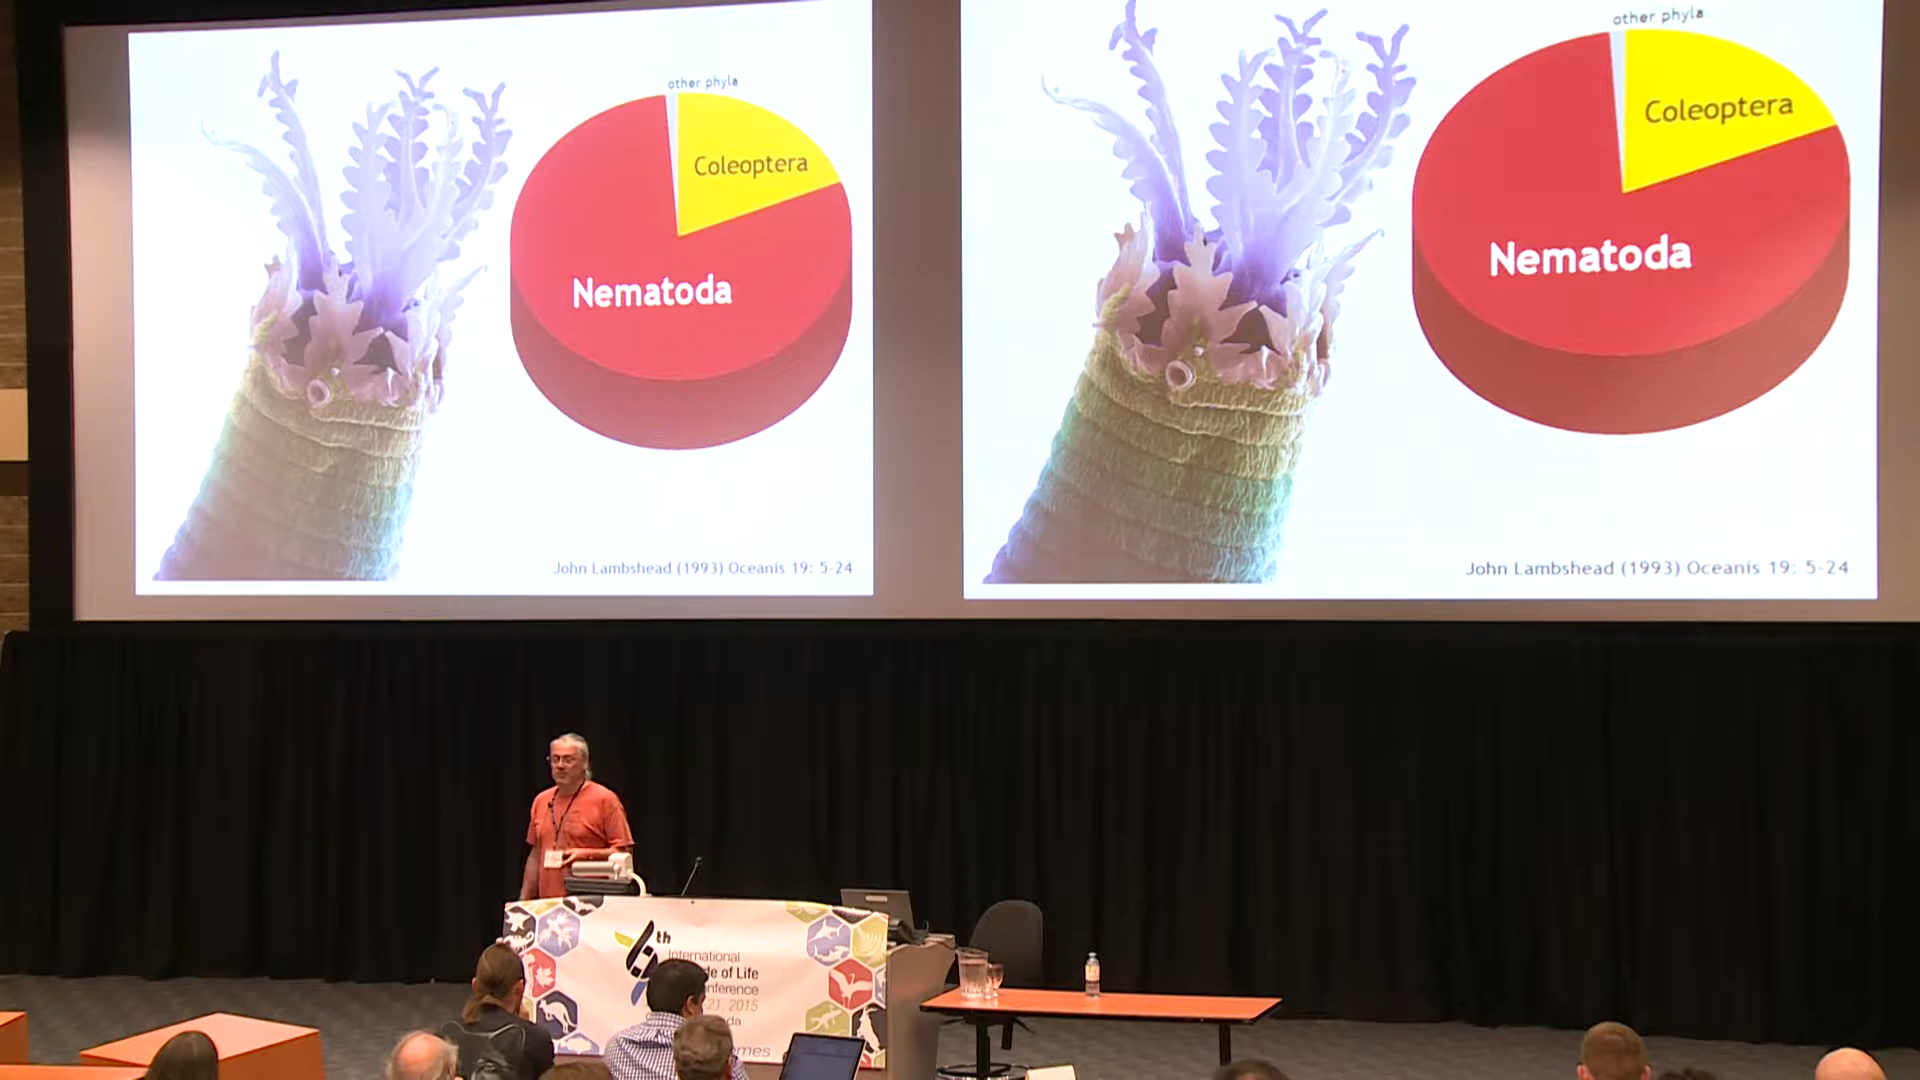 other phyla
Coleoptera
Nematoda
John Lambshead (1993) Oceanis 19: 5-24
other phyla
Coleoptera
Nematoda
John Lambshead (1993) Oceanis 19: 5-24
6th
International
de of Life
nference
21, 2015